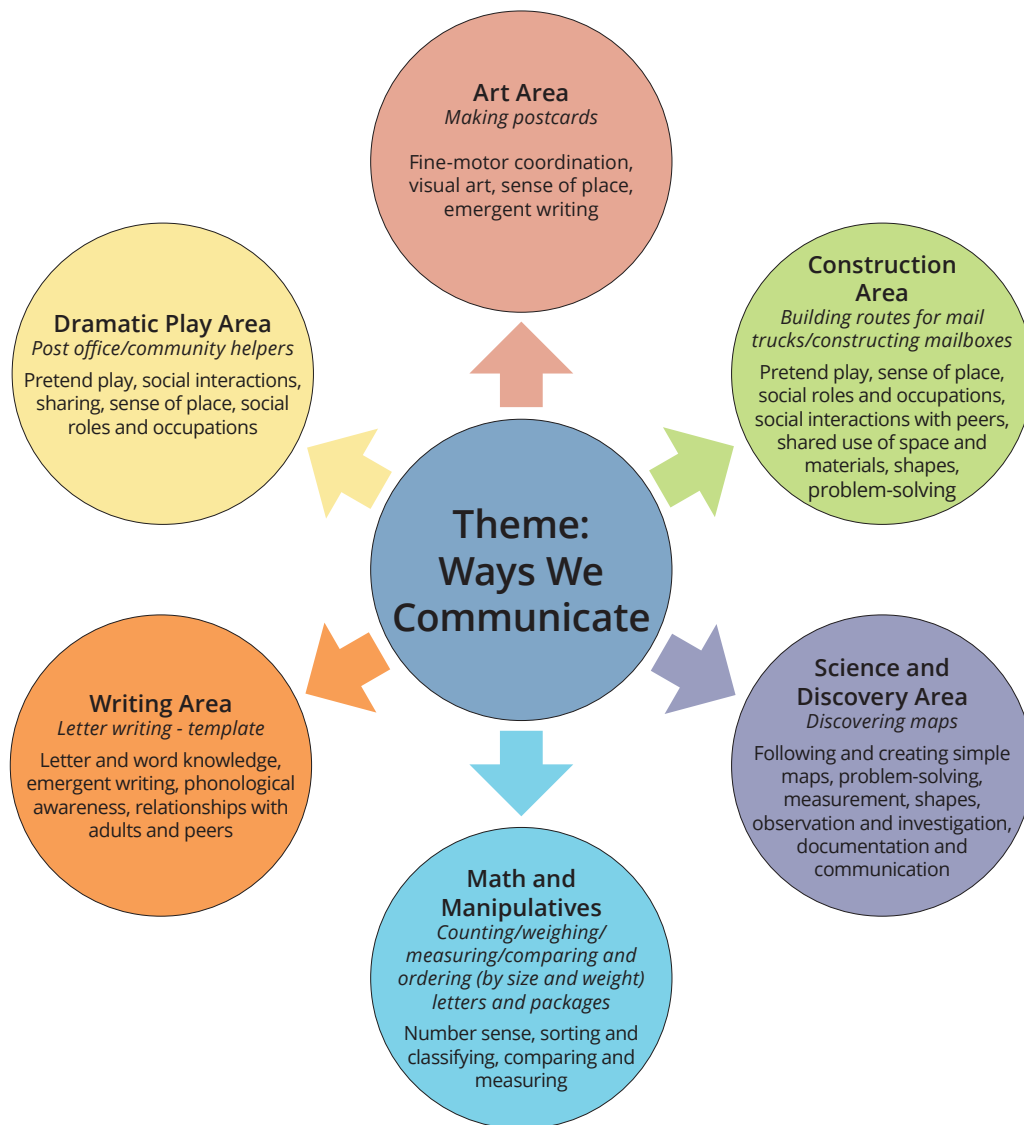 Art Area
Making postcards
Fine-motor coordination,
visual art, sense of place,
emergent writing
Construction
Area
Building routes for mail
trucks/constructing mailboxes
Pretend play, sense of place,
social roles and occupations,
social interactions with peers,
shared use of space and
materials, shapes,
problem-solving
Dramatic Play Area
Post office/community helpers
Pretend play, social interactions,
sharing, sense of place, social
roles and occupations
Theme:
Ways We
Communicate
Writing Area
Letter writing - template
Letter and word knowledge,
emergent writing, phonological
awareness, relationships with
adults and peers
Science and
Discovery Area
Discovering maps
Following and creating simple
maps, problem-solving,
measurement, shapes,
observation and investigation,
documentation and
communication
Math and
Manipulatives
Counting/weighing/
measuring/comparing and
ordering (by size and weight)
letters and packages
Number sense, sorting and
classifying, comparing and
measuring